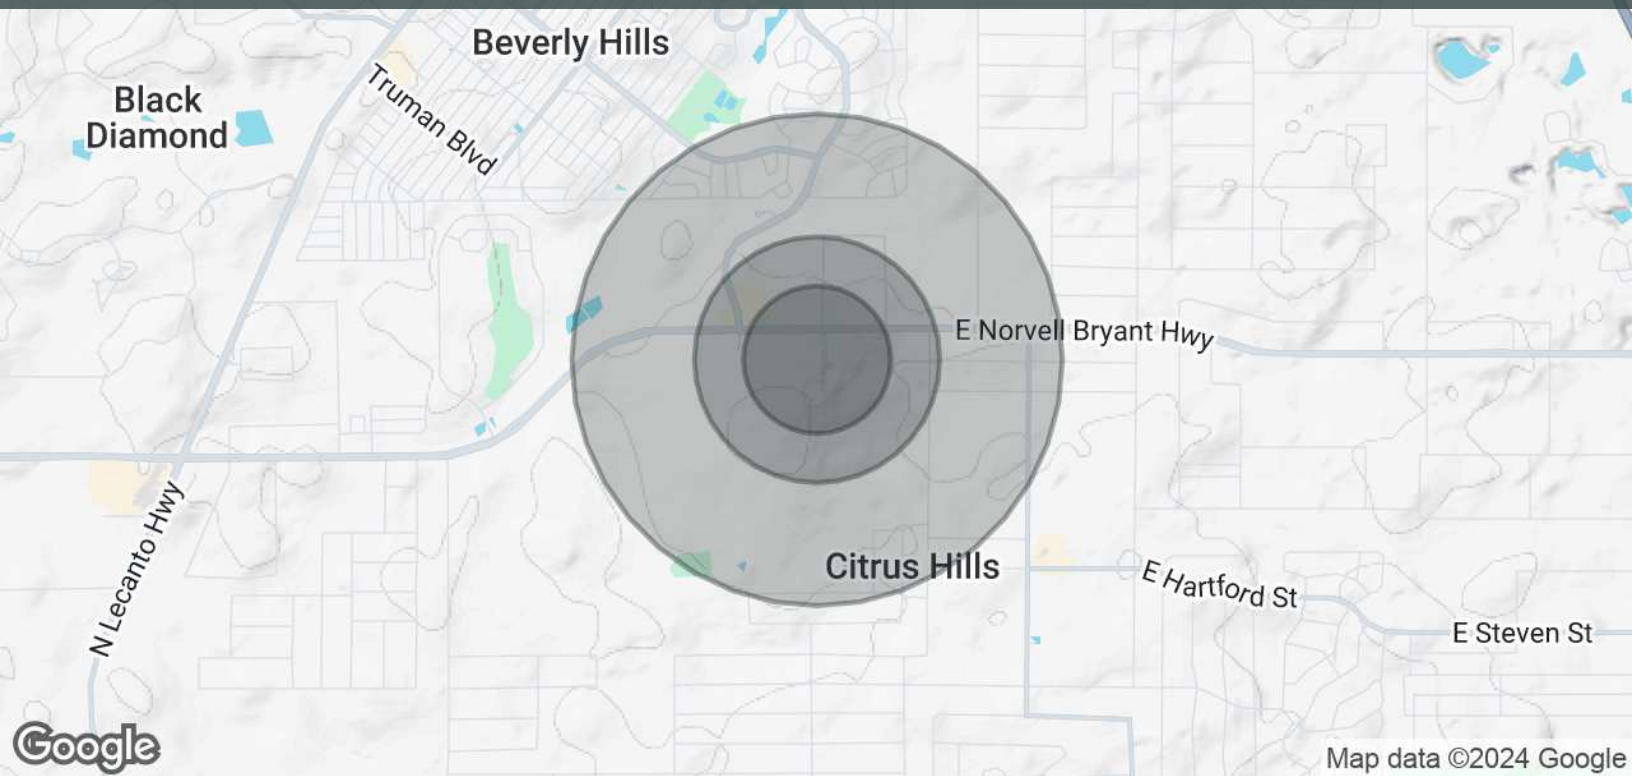 Beverly Hills
Black
Diamond
Truman Blvd
E Norvell Bryant Hwy
N Lecanto Hwy
Citrus Hills
E Hartford St
E Steven St
Google
Map data ©2024 Google